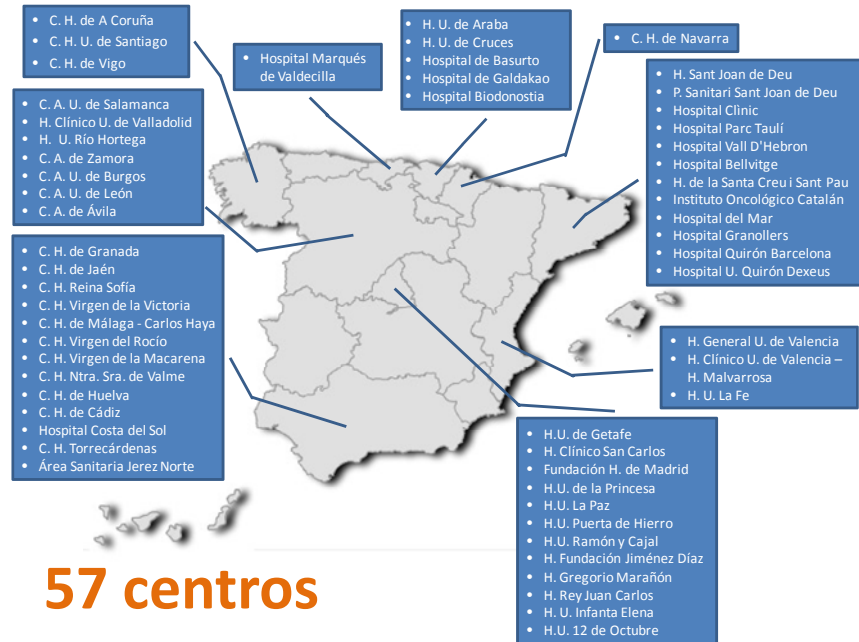 • C. H. de A Coruña
• C. H. U. de Santiago
• C. H. de Vigo
• Hospital Marqués
de Valdecilla
• H. U. de Araba
• H. U. de Cruces
• Hospital de Basurto
• Hospital de Galdakao
• Hospital Biodonostia
• C. H. de Navarra
• H. Sant Joan de Deu
• P. Sanitari Sant Joan de Deu
• Hospital Clìnic
• Hospital Parc Taulí
• Hospital Vall D'Hebron
• Hospital Bellvitge
• H. de la Santa Creu i Sant Pau
• Instituto Oncológico Catalán
• Hospital del Mar
• Hospital Granollers
• Hospital Quirón Barcelona
• Hospital U. Quirón Dexeus
• C. A. U. de Salamanca
• H. Clínico U. de Valladolid
• H. U. Río Hortega
• C. A. de Zamora
• C. A. U. de Burgos
• C. A. U. de León
• C. A. de Ávila
• C. H. de Granada
• C. H. de Jaén
• C. H. Reina Sofía
• C. H. Virgen de la Victoria
• C. H. de Málaga - Carlos Haya
• C. H. Virgen del Rocío
• C. H. Virgen de la Macarena
• C. H. Ntra. Sra. de Valme
• C. H. de Huelva
• C. H. de Cádiz
• Hospital Costa del Sol
• C. H. Torrecárdenas
• Área Sanitaria Jerez Norte
• H. General U. de Valencia
• H. Clínico U. de Valencia –
H. Malvarrosa
• H. U. La Fe
• H.U. de Getafe
• H. Clínico San Carlos
• Fundación H. de Madrid
• H.U. de la Princesa
• H.U. La Paz
• H.U. Puerta de Hierro
• H.U. Ramón y Cajal
• H. Fundación Jiménez Díaz
• H. Gregorio Marañón
• H. Rey Juan Carlos
• H. U. Infanta Elena
• H.U. 12 de Octubre
57 centros